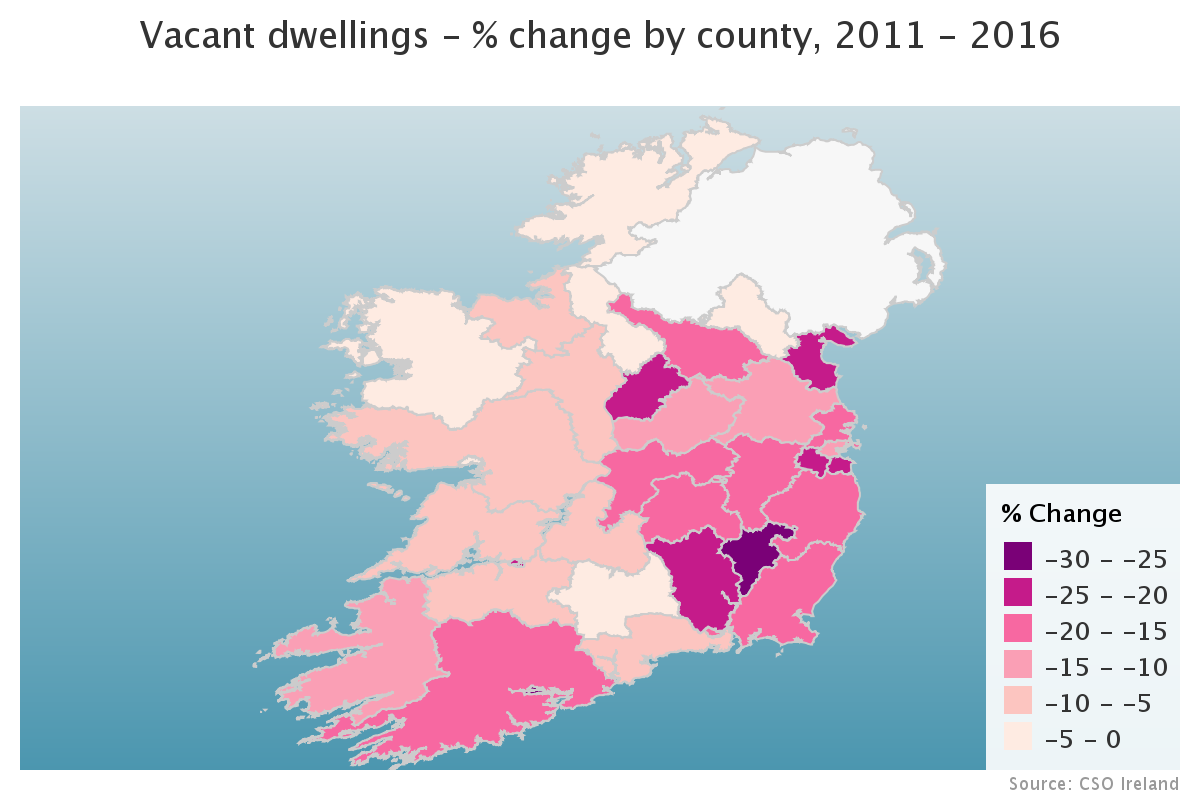 Vacant dwellings – % change by county, 2011 – 2016
% Change
–30 – –25
–25 – –20
–20 – –15
–15 – –10
–10 – –5
–5 – 0
Source: CSO Ireland